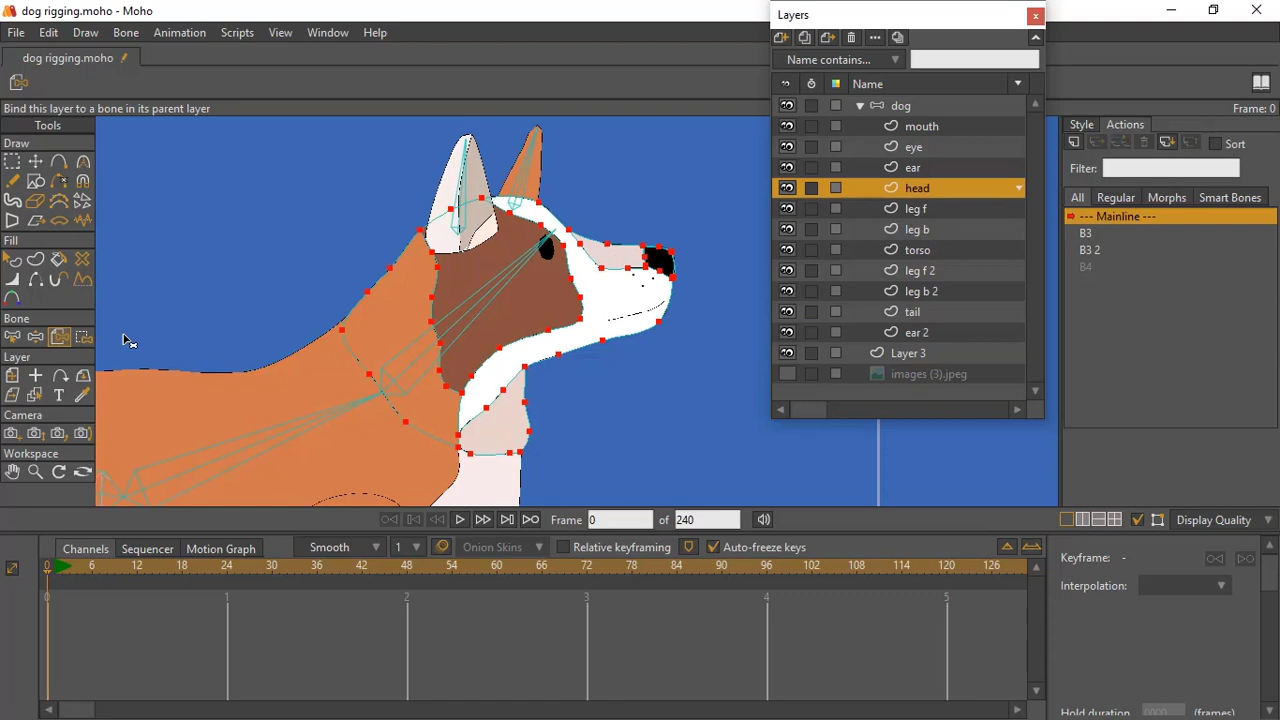 dog rigging.moho - Moho
File Edit Draw Bone Animation Scripts View Window Help
dog rigging.moho
Bind this layer to a bone in its parent layer
Frame: 0
Tools
Draw
Fill
Bone
Layer
T
Camera
Workspace
Layers
x
Name contains...
Name
dog
mouth
eye
ear
head
leg f
leg b
torso
leg f 2
leg b 2
tail
ear 2
Layer 3
images (3).jpeg
Style Actions
Sort
Filter:
All Regular Morphs Smart Bones
--- Mainline ---
B3
B3 2
B4
Frame 0 of 240
Display Quality
Channels Sequencer Motion Graph Smooth 1 Onion Skins Relative keyframing Auto-freeze keys
0 6 12 18 24 30 36 42 48 54 60 66 72 78 84 90 96 102 108 114 120 126
0 1 2 3 4 5
Keyframe: -
Interpolation:
Hold duration 0000 (frames)